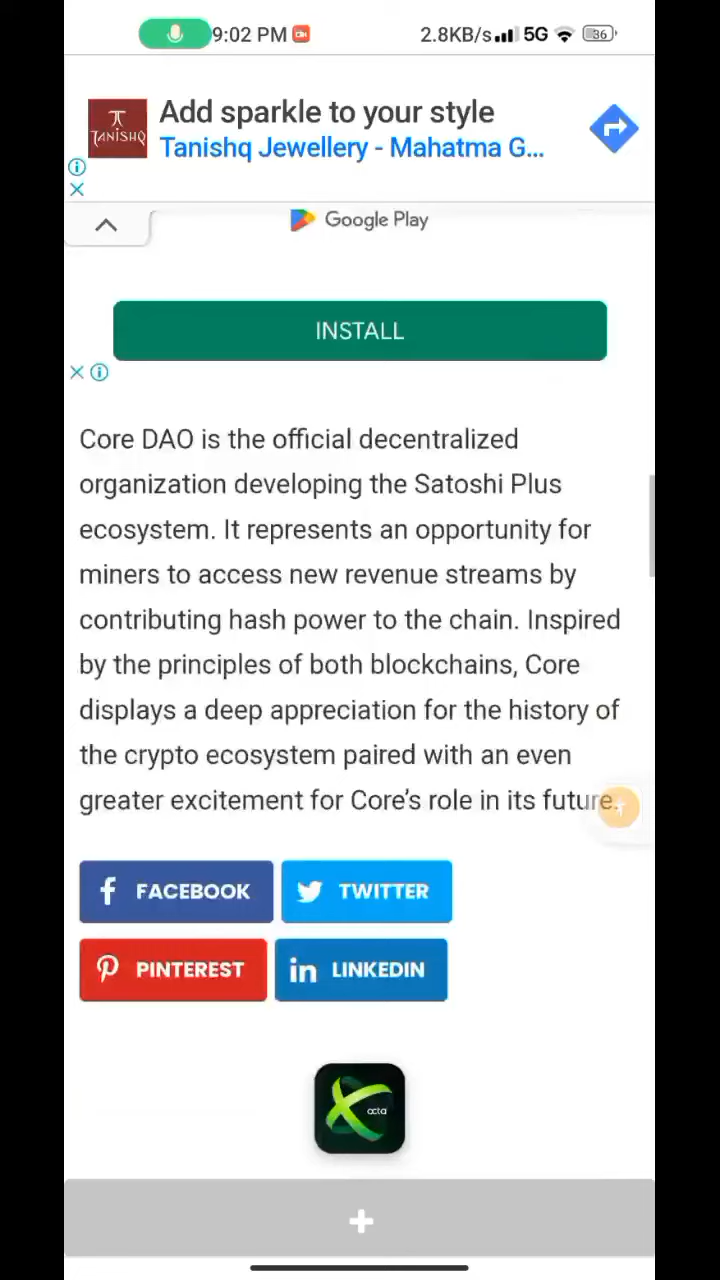 9:02 PM
2.8KB/s 5G 36
Add sparkle to your style
TANISHQ
Tanishq Jewellery - Mahatma G...
Google Play
INSTALL
Core DAO is the official decentralized
organization developing the Satoshi Plus
ecosystem. It represents an opportunity for
miners to access new revenue streams by
contributing hash power to the chain. Inspired
by the principles of both blockchains, Core
displays a deep appreciation for the history of
the crypto ecosystem paired with an even
greater excitement for Core’s role in its future.
FACEBOOK TWITTER
PINTEREST LINKEDIN
octa